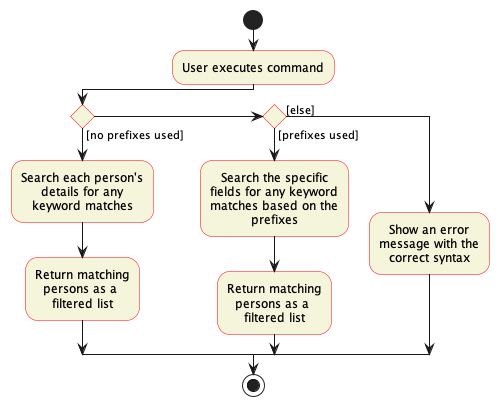 User executes command
[else]
[no prefixes used]
[prefixes used]
Search each person's
details for any
keyword matches
Search the specific
fields for any keyword
matches based on the
prefixes
Show an error
message with the
correct syntax
Return matching
persons as a
filtered list
Return matching
persons as a
filtered list